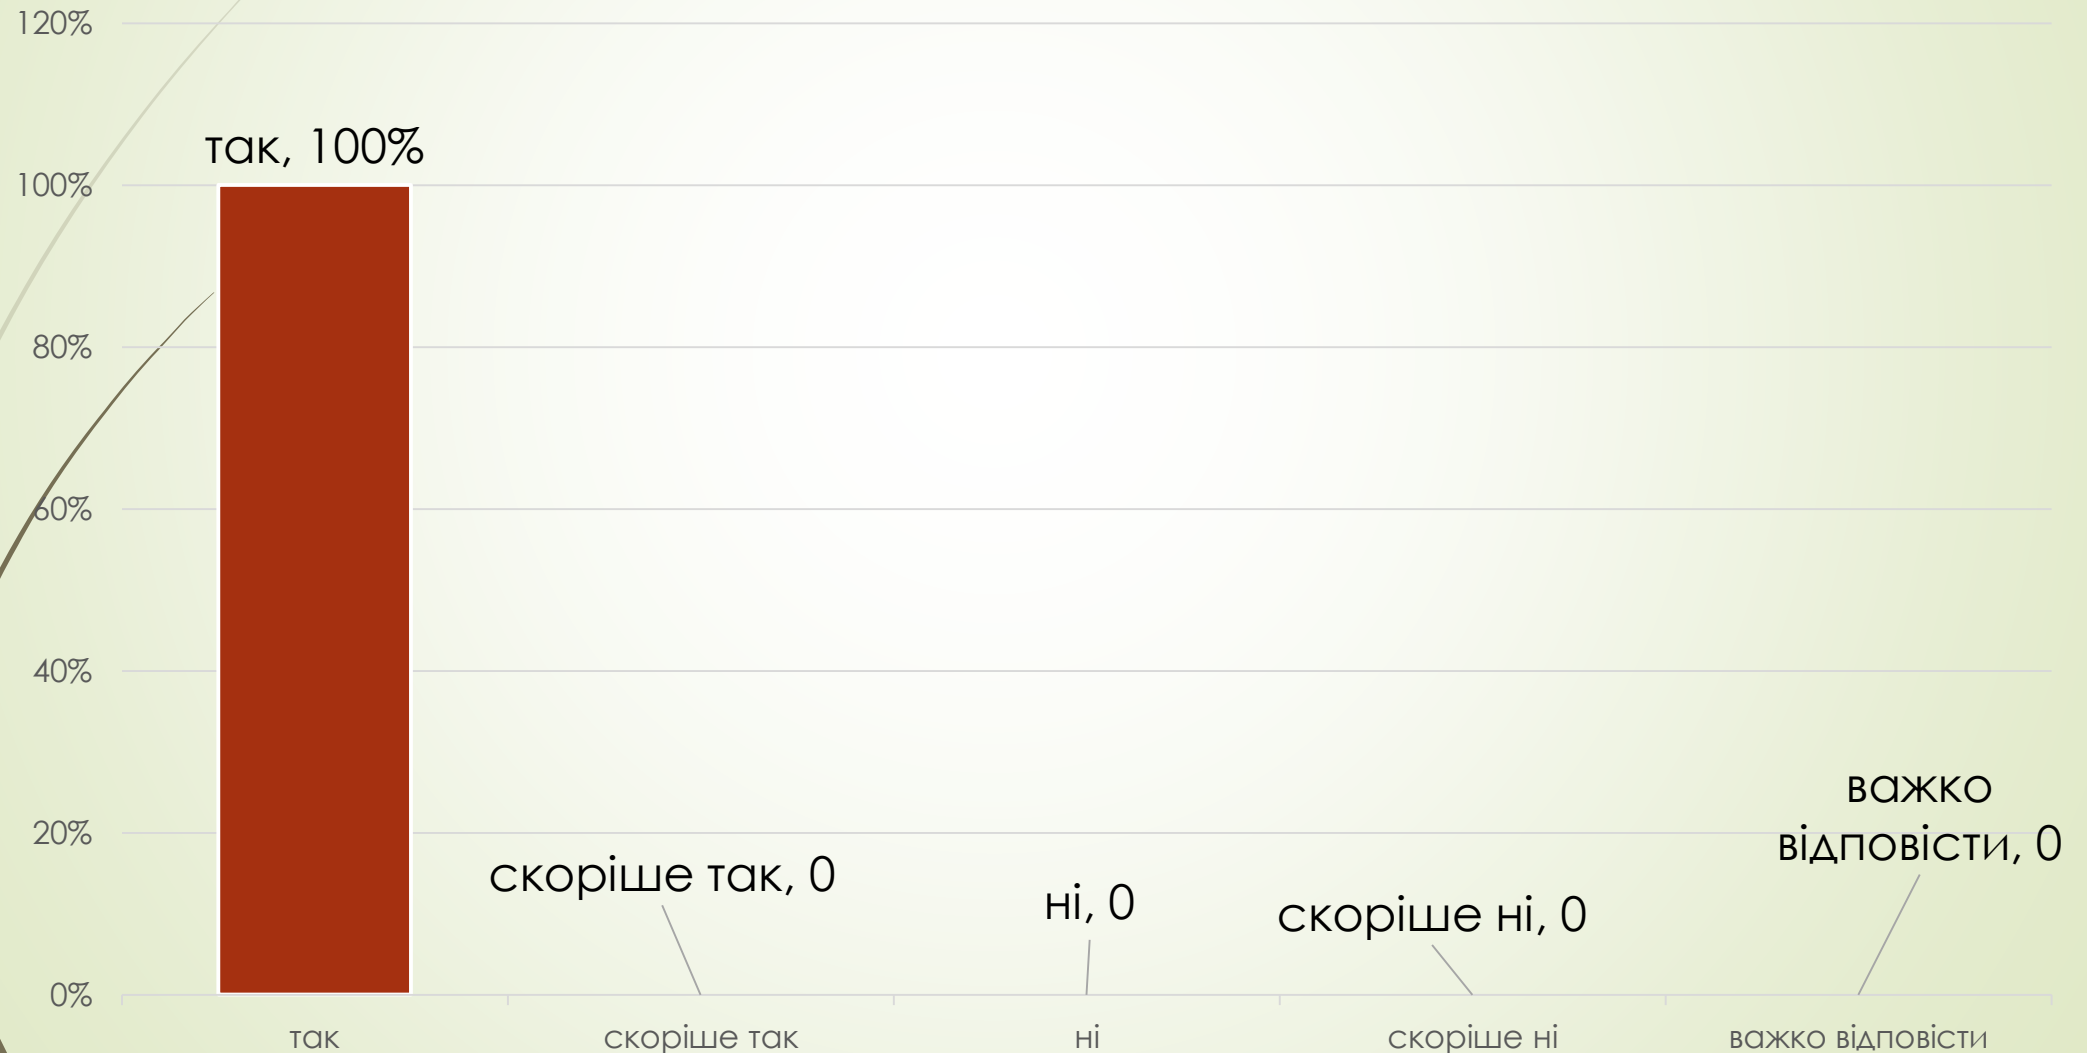 120%
так, 100%
100%
80%
60%
40%
важко
відповісти, 0
20%
скоріше так, 0
ні, 0
скоріше ні, 0
0%
так
скоріше так
ні
скоріше ні
важко відповісти